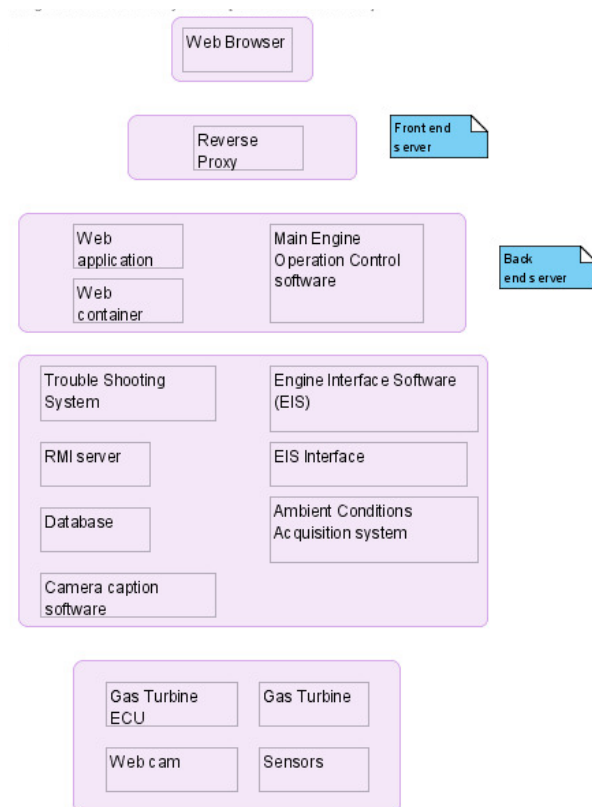 Web Browser
Reverse
Proxy
Front end
server
Web
application
Web
container
Main Engine
Operation Control
software
Back
end server
Trouble Shooting
System
RMI server
Database
Camera caption
software
Engine Interface Software
(EIS)
EIS Interface
Ambient Conditions
Acquisition system
Gas Turbine
ECU
Gas Turbine
Web cam
Sensors